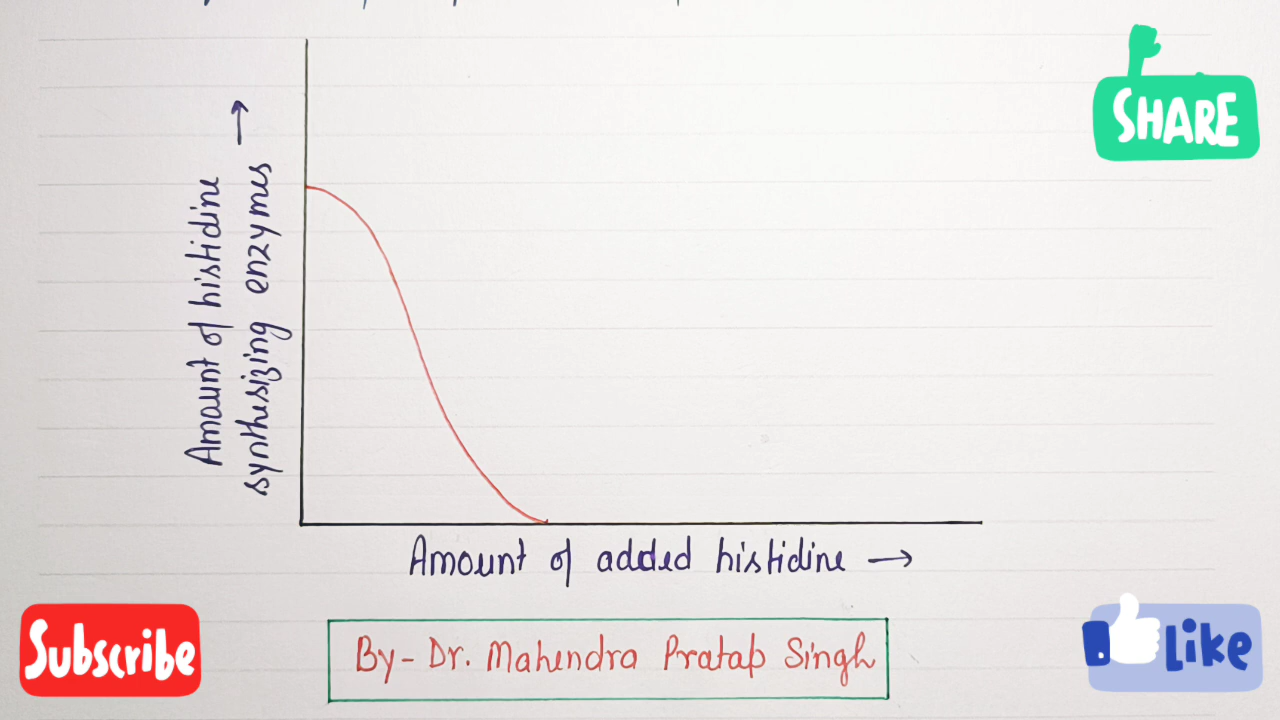 SHARE
Amount of histidine
synthesizing enzymes →
Amount of added histidine →
By- Dr. Mahendra Pratap Singh
Subscribe
Like